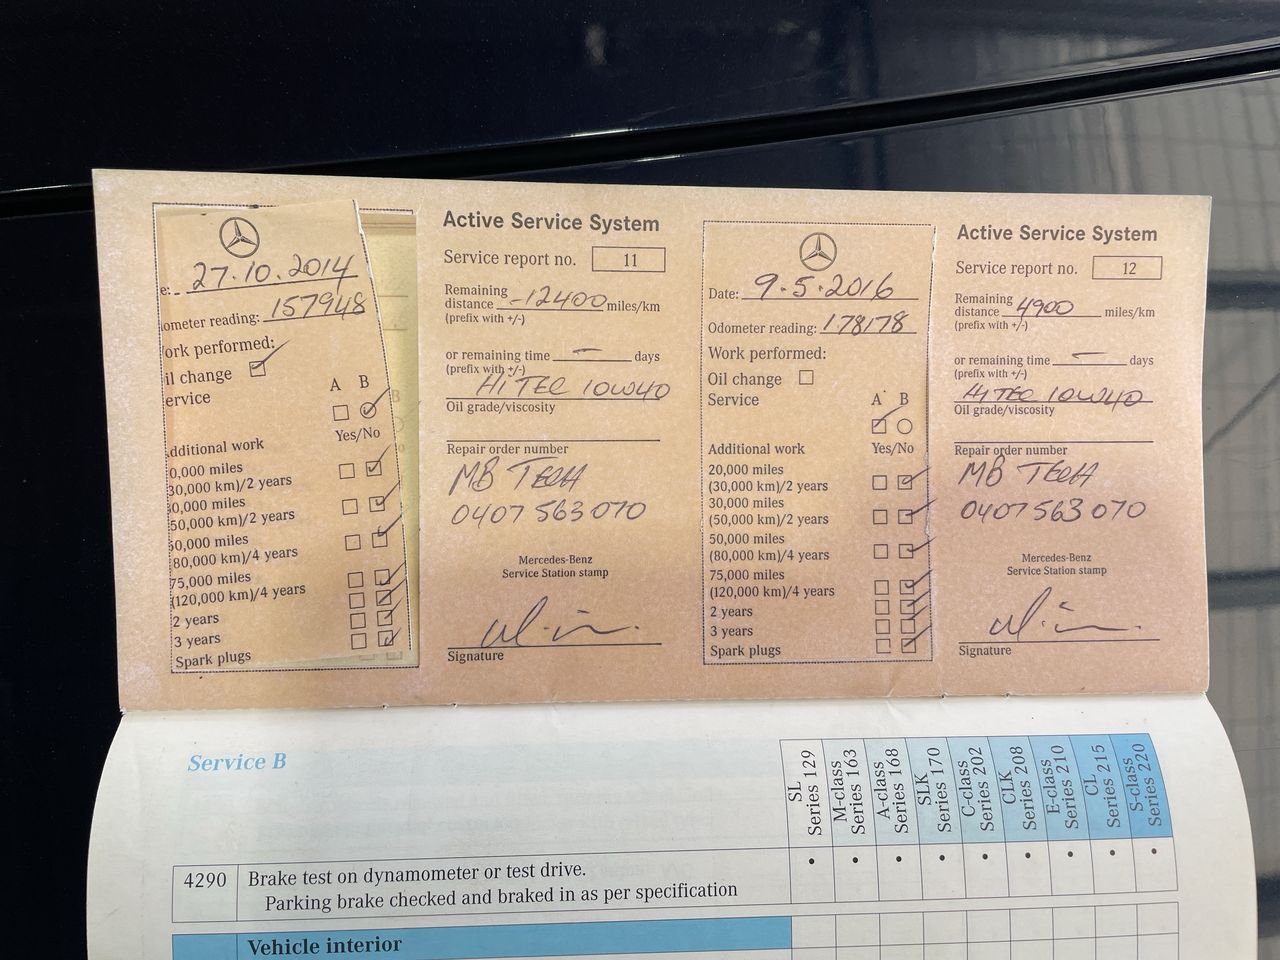 27.10.2014
e:
157948
ometer reading:
ork performed:
il change
ervice
A B
Yes/No
dditional work
0,000 miles
30,000 km)/2 years
0,000 miles
50,000 km)/2 years
50,000 miles
(80,000 km)/4 years
75,000 miles
(120,000 km)/4 years
2 years
3 years
Spark plugs
Active Service System
Service report no. 11
Remaining
distance -12400 miles/km
(prefix with +/-)
or remaining time — days
(prefix with +/-)
Hi TEC 10W40
Oil grade/viscosity
Repair order number
MB TECH
0407 563 070
Mercedes-Benz
Service Station stamp
Signature
Date: 9.5.2016
Odometer reading: 178178
Work performed:
Oil change
Service
A B
Additional work Yes/No
20,000 miles
(30,000 km)/2 years
30,000 miles
(50,000 km)/2 years
50,000 miles
(80,000 km)/4 years
75,000 miles
(120,000 km)/4 years
2 years
3 years
Spark plugs
Active Service System
Service report no. 12
Remaining
distance 4900 miles/km
(prefix with +/-)
or remaining time — days
(prefix with +/-)
Hi TEC 10W40
Oil grade/viscosity
Repair order number
MB TECH
0407 563 070
Mercedes-Benz
Service Station stamp
Signature
Service B
SL
Series 129
M-class
Series 163
A-class
Series 168
SLK
Series 170
C-class
Series 202
CLK
Series 208
E-class
Series 210
CL
Series 215
S-class
Series 220
4290 Brake test on dynamometer or test drive.
Parking brake checked and braked in as per specification
Vehicle interior